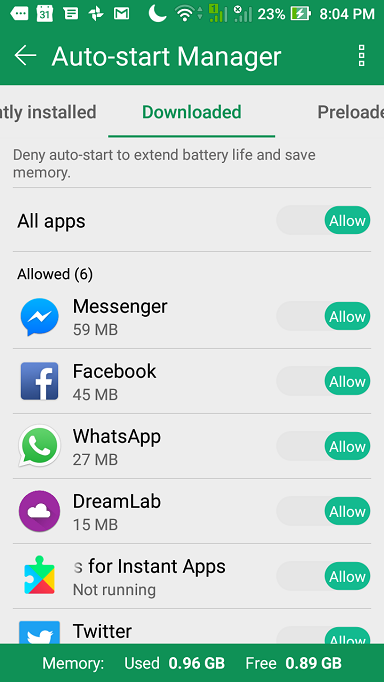 31 1 23% 8:04 PM
Auto-start Manager
ntly installed Downloaded Preloade
Deny auto-start to extend battery life and save
memory.
All apps Allow
Allowed (6)
Messenger
59 MB
Allow
Facebook
45 MB
Allow
WhatsApp
27 MB
Allow
DreamLab
15 MB
Allow
s for Instant Apps
Not running
Allow
Twitter
Allow
Memory: Used 0.96 GB Free 0.89 GB